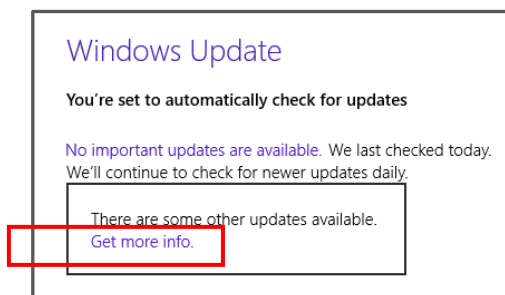 Windows Update
You’re set to automatically check for updates
No important updates are available. We last checked today.
We’ll continue to check for newer updates daily.
There are some other updates available.
Get more info.